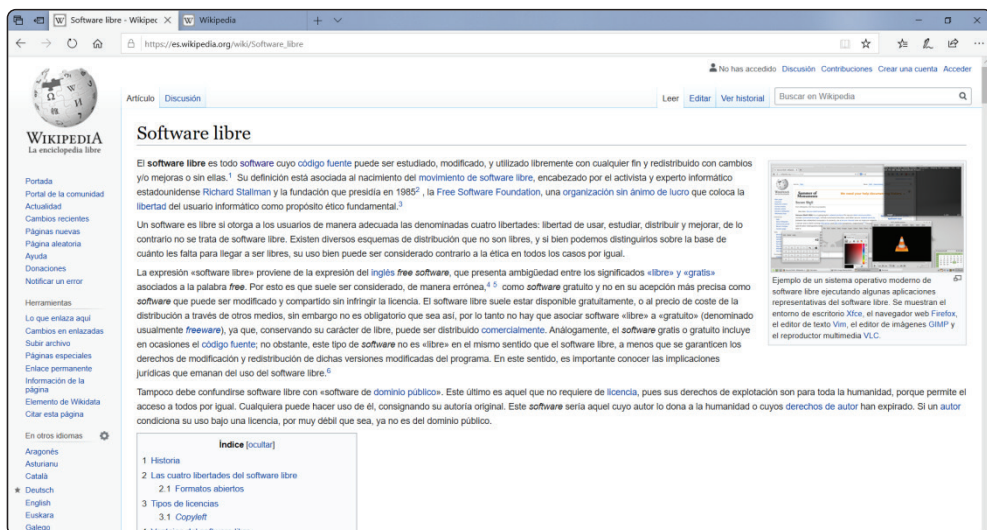 Software libre - Wikipec
Wikipedia
https://es.wikipedia.org/wiki/Software_libre
No has accedido Discusión Contribuciones Crear una cuenta Acceder
WIKIPEDIA
La enciclopedia libre
Artículo Discusión
Leer Editar Ver historial
Buscar en Wikipedia
Software libre
El software libre es todo software cuyo código fuente puede ser estudiado, modificado, y utilizado libremente con cualquier fin y redistribuido con cambios
y/o mejoras o sin ellas.1 Su definición está asociada al nacimiento del movimiento de software libre, encabezado por el activista y experto informático
estadounidense Richard Stallman y la fundación que presidía en 19852 , la Free Software Foundation, una organización sin ánimo de lucro que coloca la
libertad del usuario informático como propósito ético fundamental.3
Un software es libre si otorga a los usuarios de manera adecuada las denominadas cuatro libertades: libertad de usar, estudiar, distribuir y mejorar, de lo
contrario no se trata de software libre. Existen diversos esquemas de distribución que no son libres, y si bien podemos distinguirlos sobre la base de
cuánto les falta para llegar a ser libres, su uso bien puede ser considerado contrario a la ética en todos los casos por igual.
La expresión «software libre» proviene de la expresión del inglés free software, que presenta ambigüedad entre los significados «libre» y «gratis»
asociados a la palabra free. Por esto es que suele ser considerado, de manera errónea,4 5 como software gratuito y no en su acepción más precisa como
software que puede ser modificado y compartido sin infringir la licencia. El software libre suele estar disponible gratuitamente, o al precio de coste de la
distribución a través de otros medios, sin embargo no es obligatorio que sea así, por lo tanto no hay que asociar software «libre» a «gratuito» (denominado
usualmente freeware), ya que, conservando su carácter de libre, puede ser distribuido comercialmente. Análogamente, el software gratis o gratuito incluye
en ocasiones el código fuente; no obstante, este tipo de software no es «libre» en el mismo sentido que el software libre, a menos que se garanticen los
derechos de modificación y redistribución de dichas versiones modificadas del programa. En este sentido, es importante conocer las implicaciones
jurídicas que emanan del uso del software libre.6
Tampoco debe confundirse software libre con «software de dominio público». Este último es aquel que no requiere de licencia, pues sus derechos de explotación son para toda la humanidad, porque permite el
acceso a todos por igual. Cualquiera puede hacer uso de él, consignando su autoría original. Este software sería aquel cuyo autor lo dona a la humanidad o cuyos derechos de autor han expirado. Si un autor
condiciona su uso bajo una licencia, por muy débil que sea, ya no es del dominio público.
Ejemplo de un sistema operativo moderno de
software libre ejecutando algunas aplicaciones
representativas del software libre. Se muestran el
entorno de escritorio Xfce, el navegador web Firefox,
el editor de texto Vim, el editor de imágenes GIMP y
el reproductor multimedia VLC.
Índice [ocultar]
1 Historia
2 Las cuatro libertades del software libre
2.1 Formatos abiertos
3 Tipos de licencias
3.1 Copyleft
Portada
Portal de la comunidad
Actualidad
Cambios recientes
Páginas nuevas
Página aleatoria
Ayuda
Donaciones
Notificar un error
Herramientas
Lo que enlaza aquí
Cambios en enlazadas
Subir archivo
Páginas especiales
Enlace permanente
Información de la
página
Elemento de Wikidata
Citar esta página
En otros idiomas
Aragonés
Asturianu
Català
Deutsch
English
Euskara
Galego